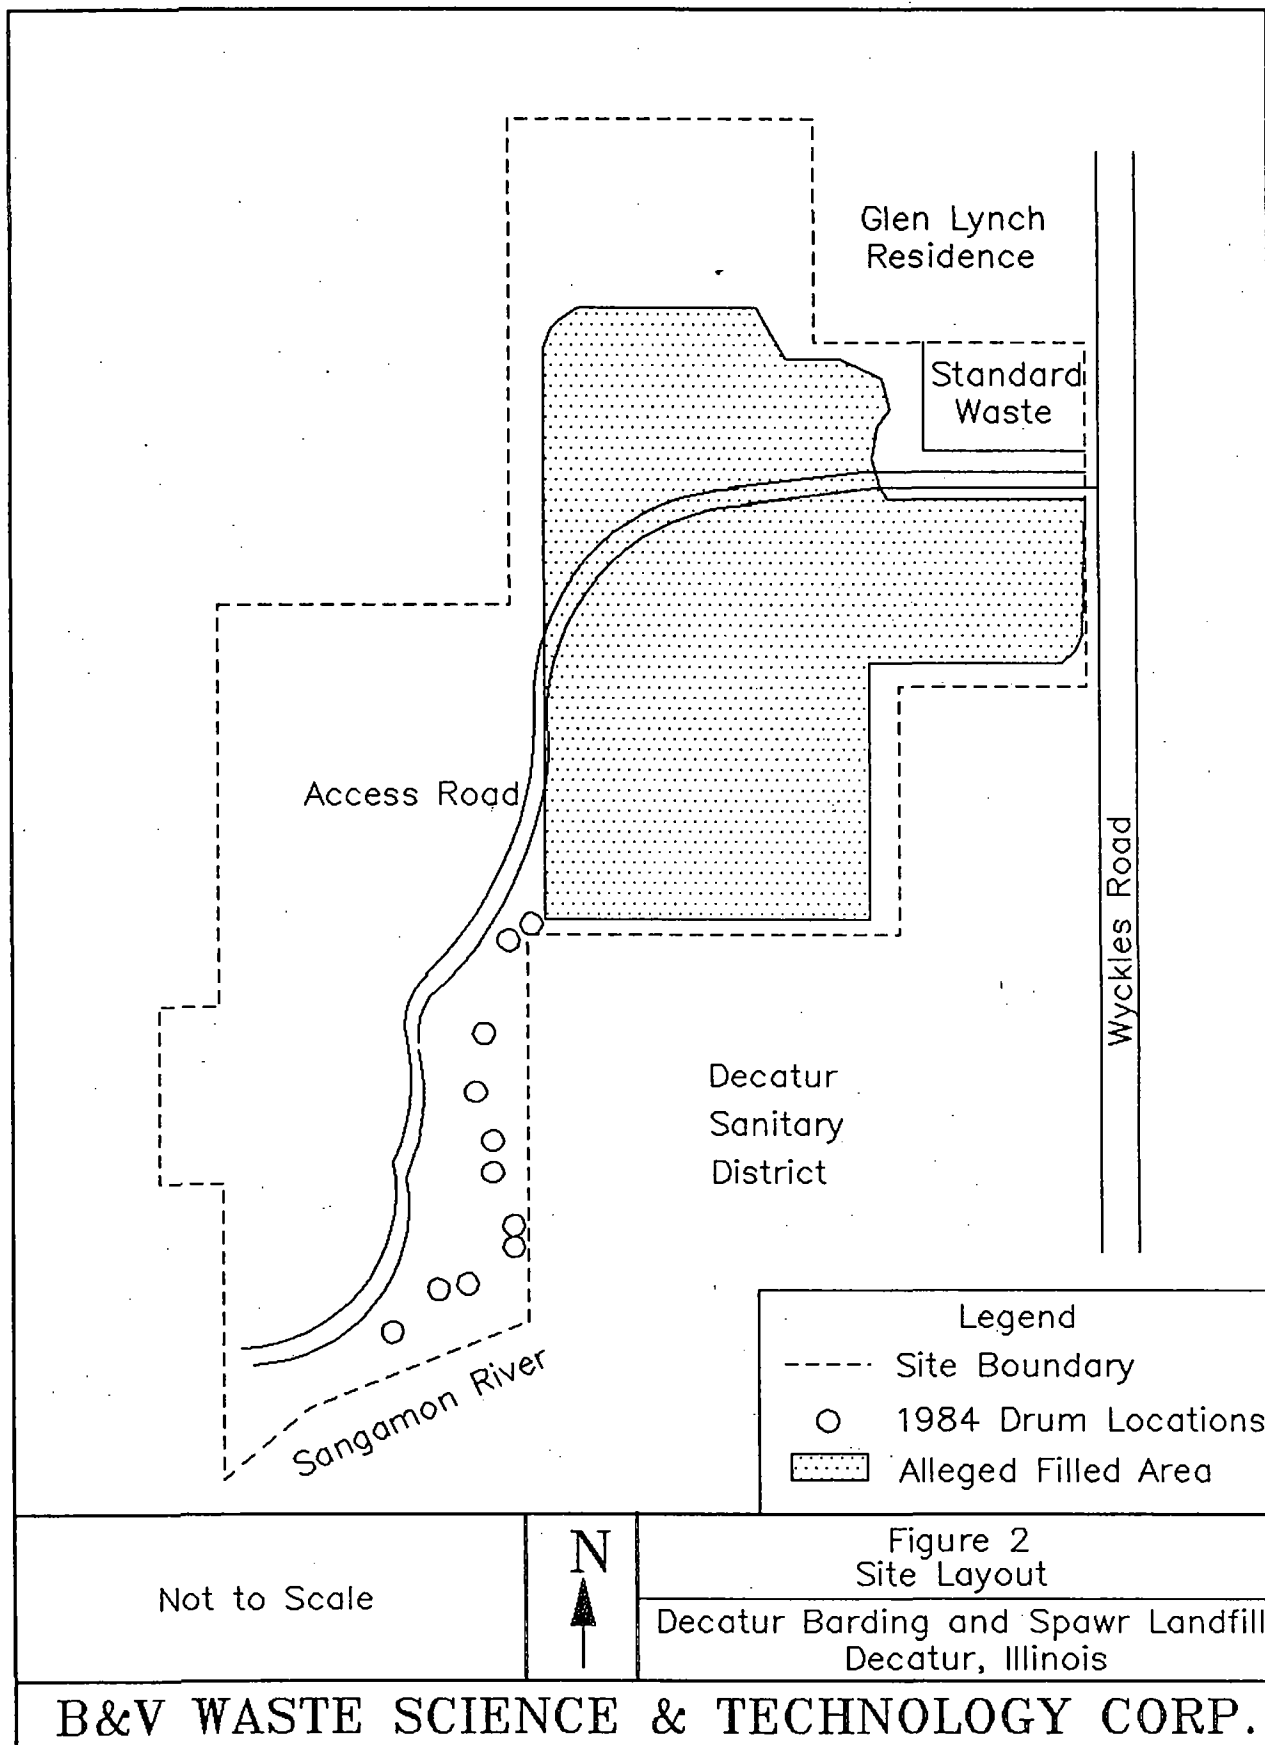 Glen Lynch
Residence
Standard
Waste
Access Road
Wyckles Road
Decatur
Sanitary
District
Sangamon River
Legend
Site Boundary
1984 Drum Locations
Alleged Filled Area
Not to Scale
N
Figure 2
Site Layout
Decatur Barding and Spawr Landfill
Decatur, Illinois
B&V WASTE SCIENCE & TECHNOLOGY CORP.